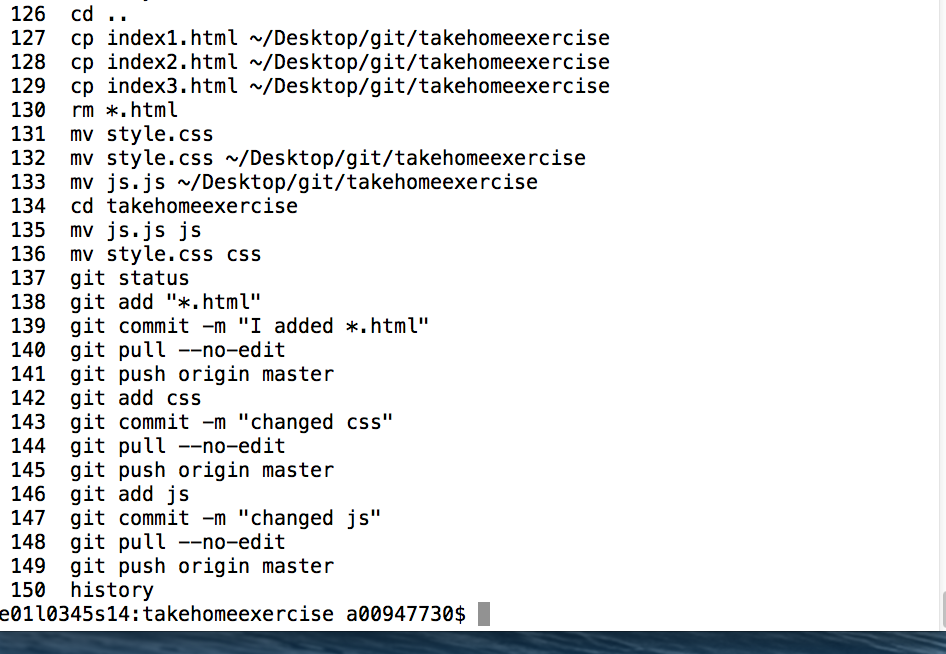 126 cd ..
127 cp index1.html ~/Desktop/git/takehomeexercise
128 cp index2.html ~/Desktop/git/takehomeexercise
129 cp index3.html ~/Desktop/git/takehomeexercise
130 rm *.html
131 mv style.css
132 mv style.css ~/Desktop/git/takehomeexercise
133 mv js.js ~/Desktop/git/takehomeexercise
134 cd takehomeexercise
135 mv js.js js
136 mv style.css css
137 git status
138 git add "*.html"
139 git commit -m "I added *.html"
140 git pull --no-edit
141 git push origin master
142 git add css
143 git commit -m "changed css"
144 git pull --no-edit
145 git push origin master
146 git add js
147 git commit -m "changed js"
148 git pull --no-edit
149 git push origin master
150 history
e01l0345s14:takehomeexercise a00947730$